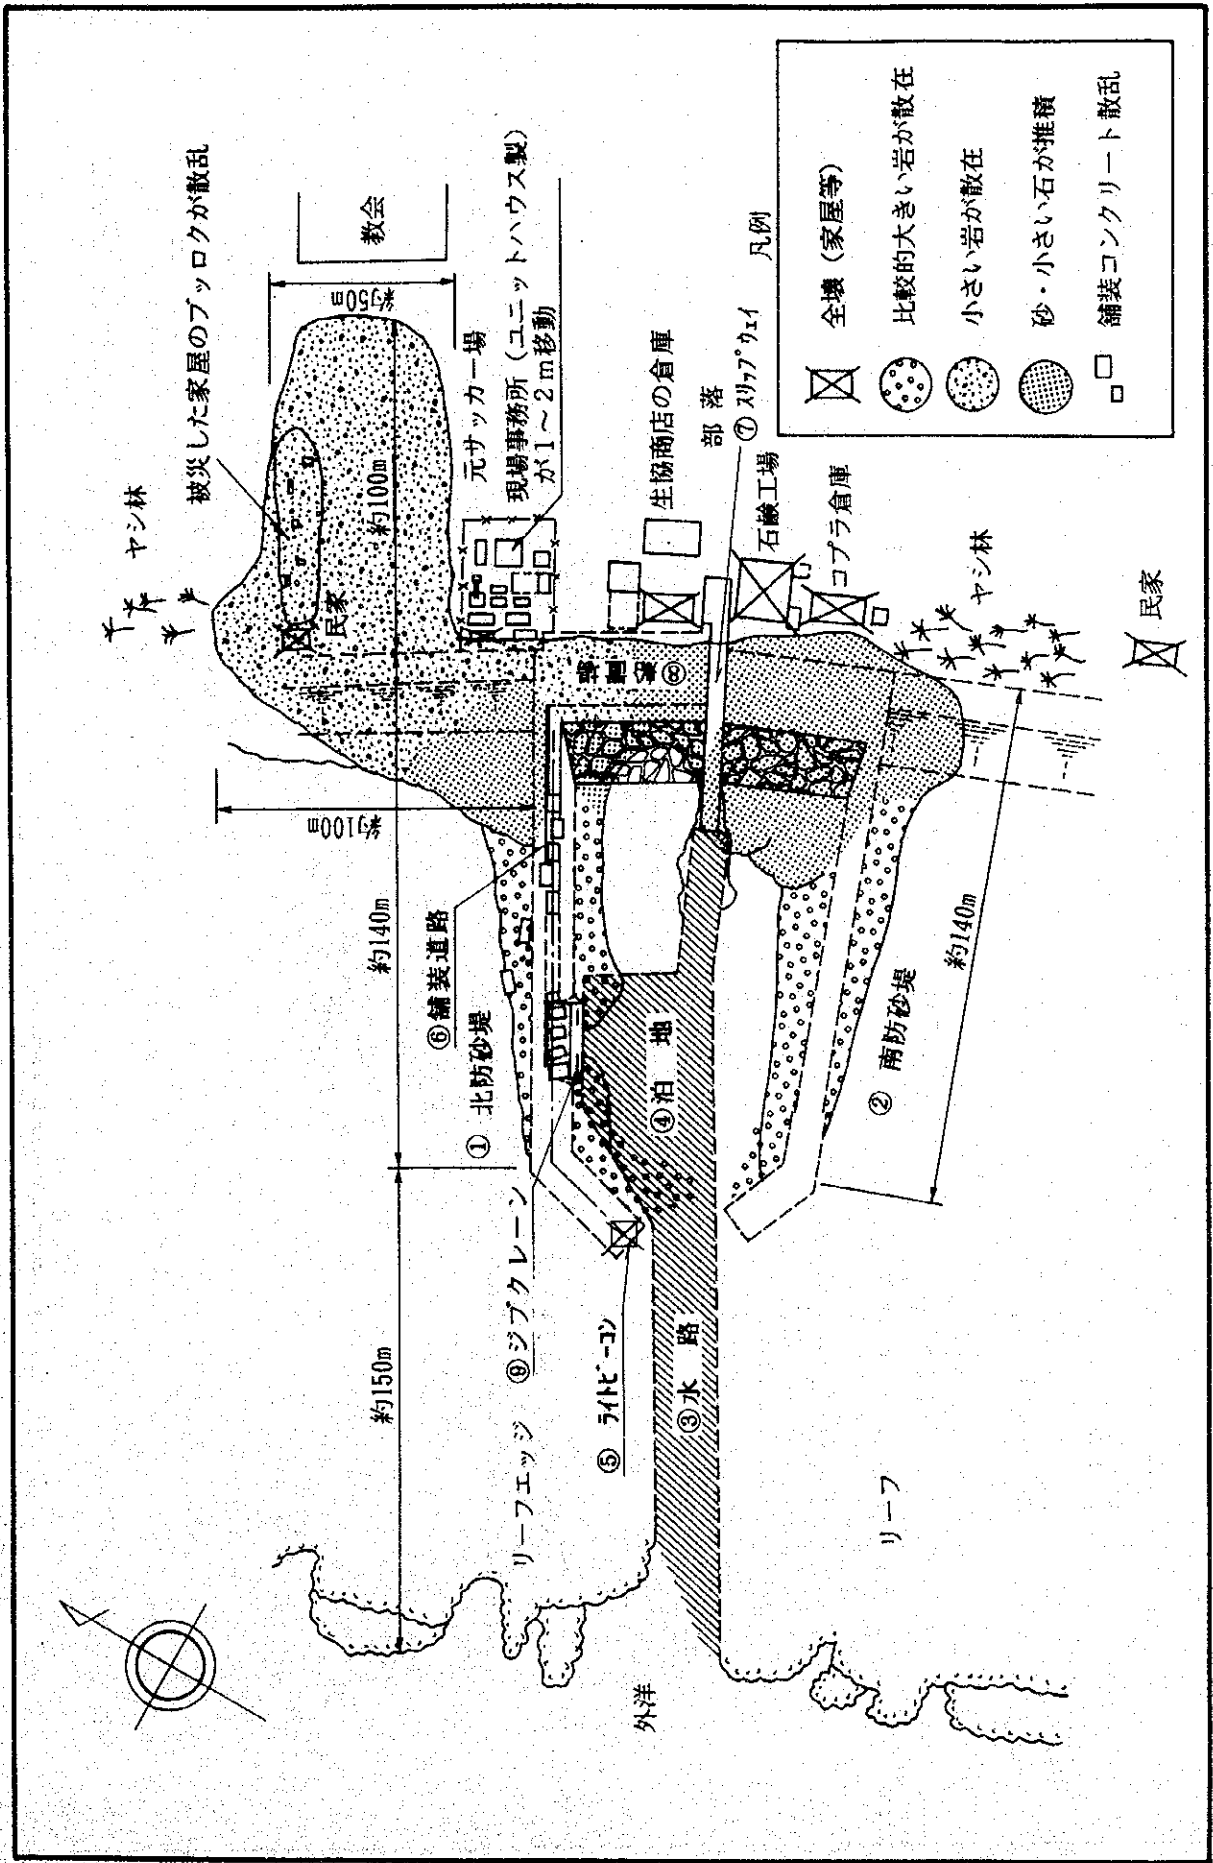 ヤシ林
被災した家屋のブッロクが散乱
教会
約50m
約100m
民家
元サッカー場
現場事務所（ユニットハウス製）
が1～2m移動
約100m
約140m
約150m
⑥舗装道路
① 北防砂堤
⑨ジブクレーン
リーフエッジ
⑤ ライトビーコン
⑧船置場
生協商店の倉庫
部落
⑦スリップウェイ
石鹸工場
コプラ倉庫
ヤシ林
民家
④泊地
③水路
② 南防砂堤
約140m
リーフ
外洋
凡例
全壊（家屋等）
比較的大きい岩が散在
小さい岩が散在
砂・小さい石が推積
舗装コンクリート散乱